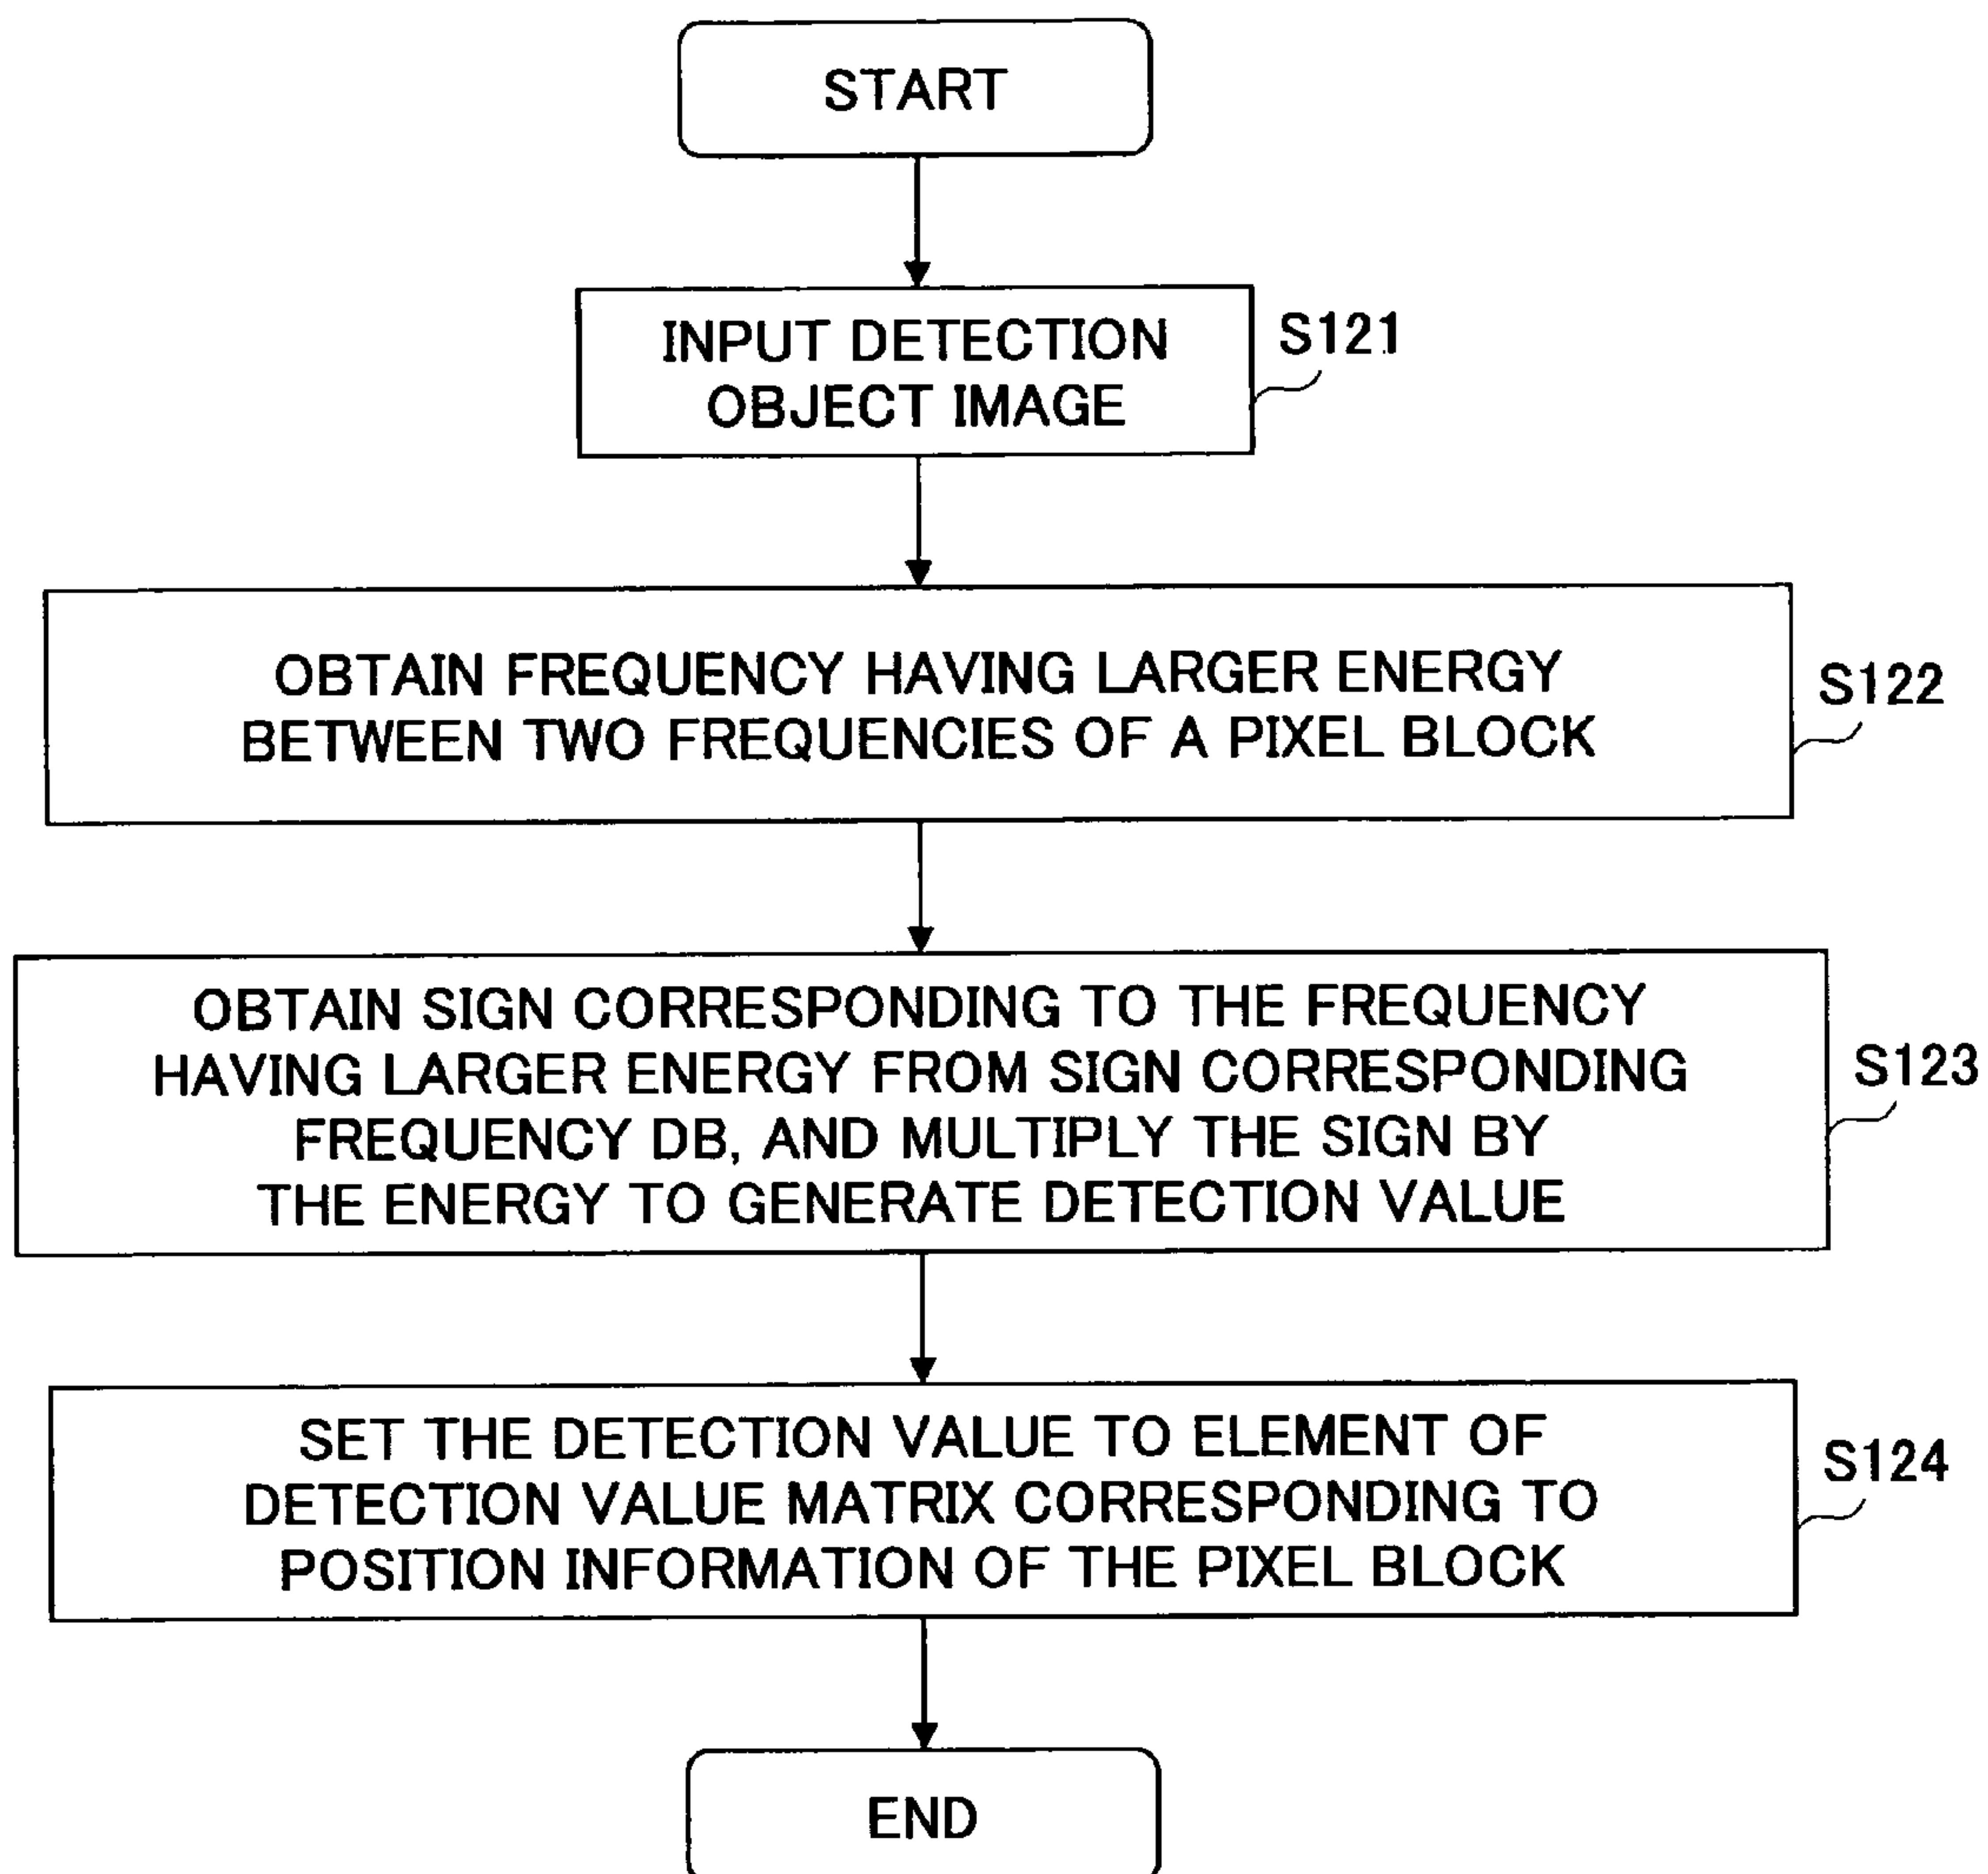 START
INPUT DETECTION
OBJECT IMAGE
S121
OBTAIN FREQUENCY HAVING LARGER ENERGY
BETWEEN TWO FREQUENCIES OF A PIXEL BLOCK
S122
OBTAIN SIGN CORRESPONDING TO THE FREQUENCY
HAVING LARGER ENERGY FROM SIGN CORRESPONDING
FREQUENCY DB, AND MULTIPLY THE SIGN BY
THE ENERGY TO GENERATE DETECTION VALUE
S123
SET THE DETECTION VALUE TO ELEMENT OF
DETECTION VALUE MATRIX CORRESPONDING TO
POSITION INFORMATION OF THE PIXEL BLOCK
S124
END